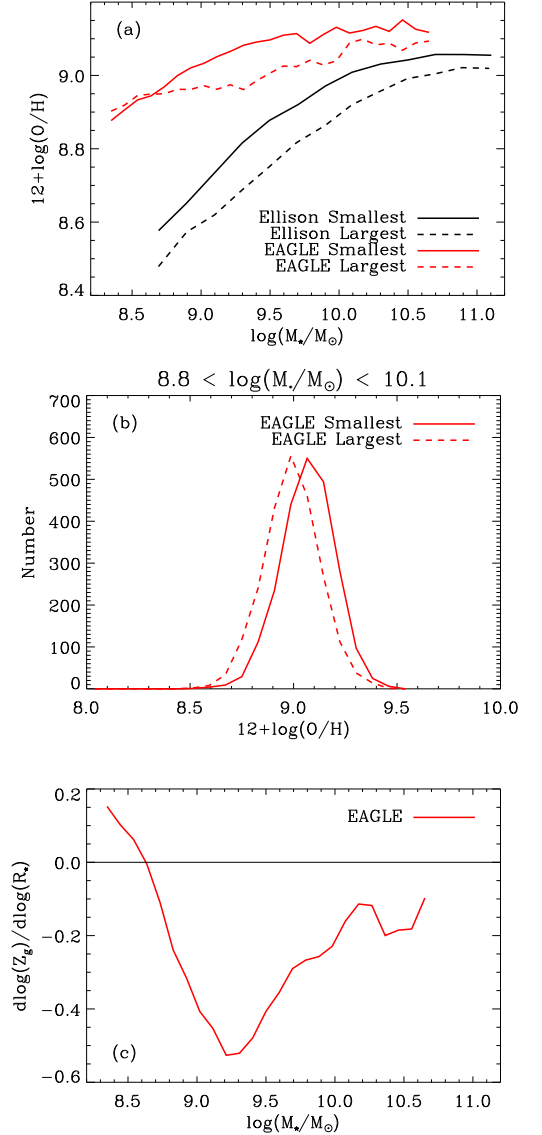 (a)
9.0
8.8
8.6
8.4
12+log(O/H)
Ellison Smallest
Ellison Largest
EAGLE Smallest
EAGLE Largest
8.5 9.0 9.5 10.0 10.5 11.0
log(M⋆/M⊙)
8.8 < log(M⋆/M⊙) < 10.1
(b)
700
600
500
400
300
200
100
0
Number
EAGLE Smallest
EAGLE Largest
8.0 8.5 9.0 9.5 10.0
12+log(O/H)
0.2
0.0
−0.2
−0.4
−0.6
dlog(Zg)/dlog(R⋆)
EAGLE
(c)
8.5 9.0 9.5 10.0 10.5 11.0
log(M⋆/M⊙)